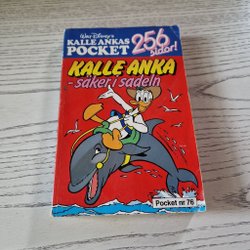 Walt Disney's
KALLE ANKAS
POCKET
256
sidor!
KALLE ANKA
-säker i sadeln
Pocket nr 76